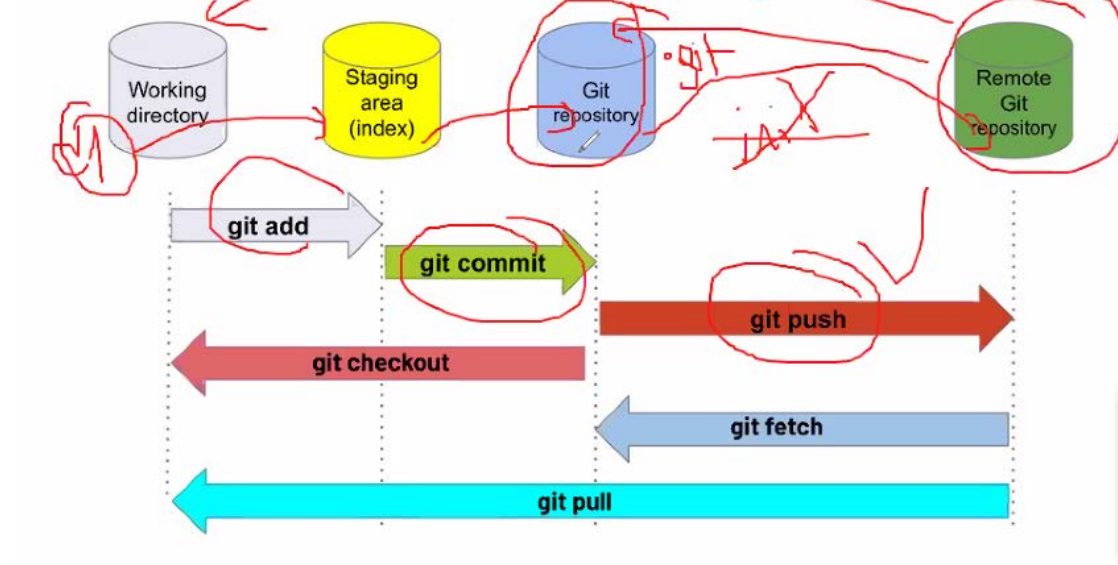 Working
directory
Staging
area
(index)
Git
repository
.git
Remote
Git
repository
git add
git commit
git push
git checkout
git fetch
git pull